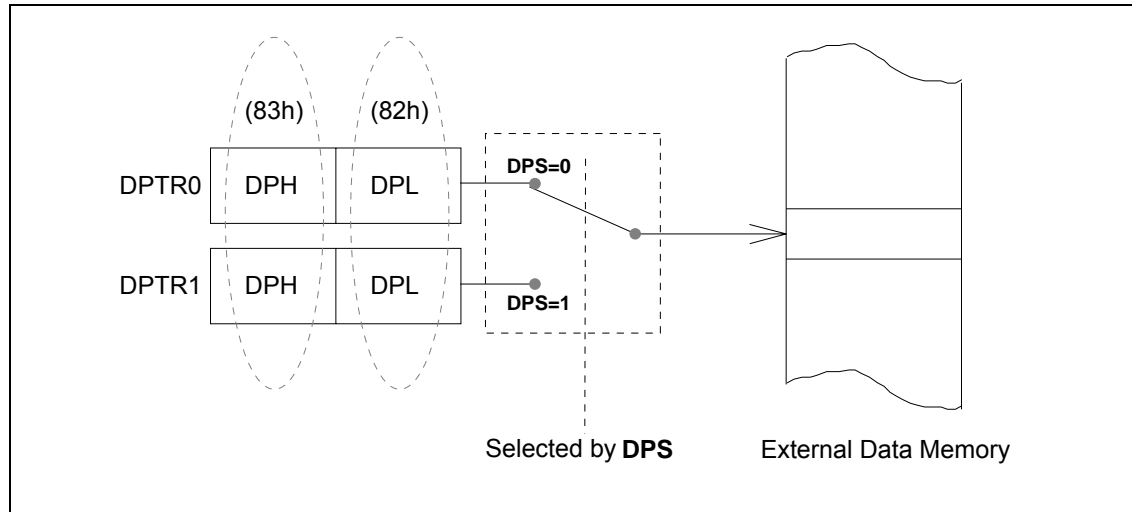 (83h) (82h)
DPS=0
DPTR0 DPH DPL
DPTR1 DPH DPL
DPS=1
Selected by DPS External Data Memory